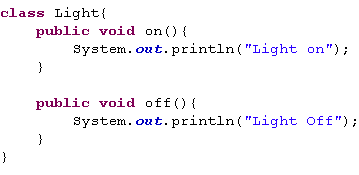 class Light{
    public void on(){
        System.out.println("Light on");
    }

    public void off(){
        System.out.println("Light Off");
    }
}